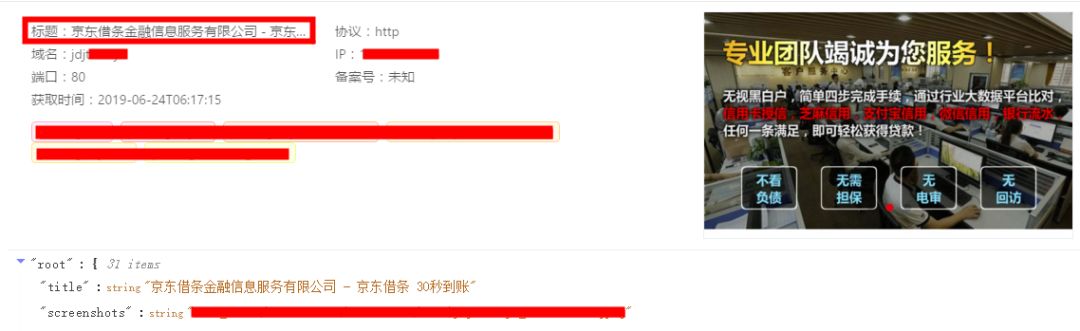 标题：京东借条金融信息服务有限公司 - 京东...
协议：http
域名：jdjt
IP：
端口：80
备案号：未知
获取时间：2019-06-24T06:17:15
专业团队竭诚为您服务！
客户服务中心
无视黑白户，简单四步完成手续，通过行业大数据平台比对，
信用卡授信，芝麻信用，支付宝信用，微信信用，银行流水，
任何一条满足，即可轻松获得贷款！
不看负债
无需担保
无电审
无回访
"root" : { 31 items
"title" : string "京东借条金融信息服务有限公司 - 京东借条 30秒到账"
"screenshots" : string "